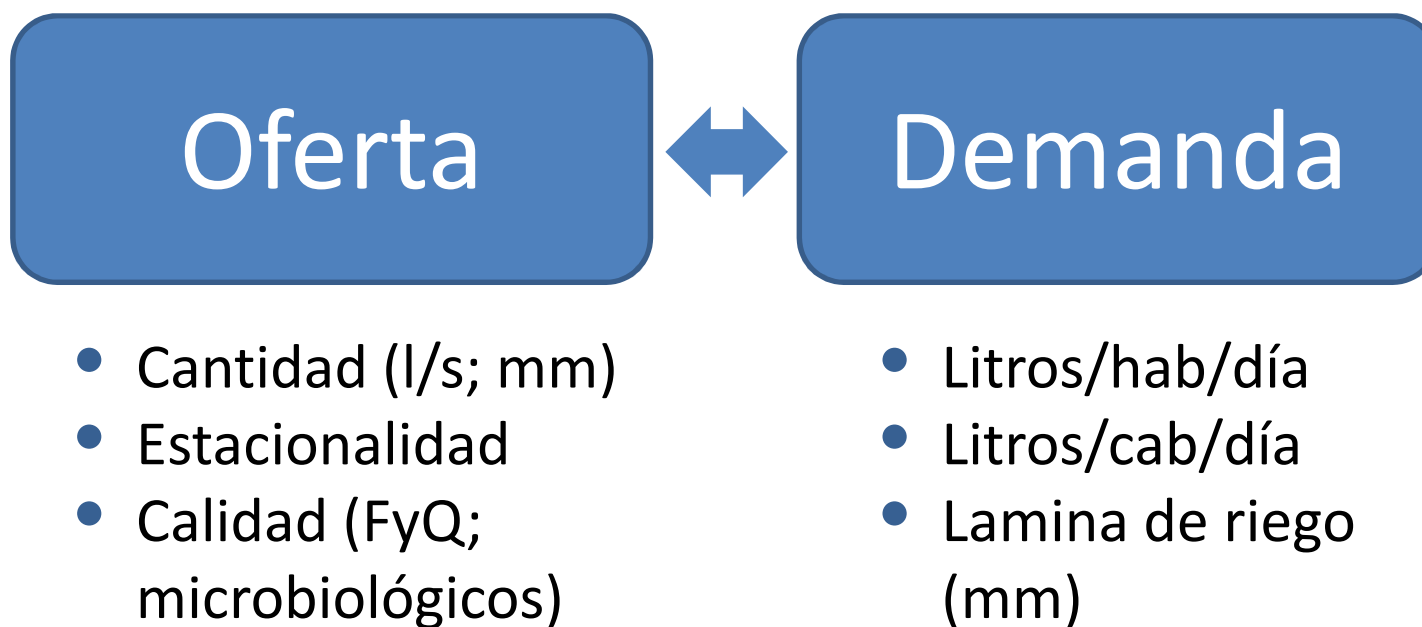 Oferta
Demanda
• Cantidad (l/s; mm)
• Estacionalidad
• Calidad (FyQ;
microbiológicos)
• Litros/hab/día
• Litros/cab/día
• Lamina de riego
(mm)